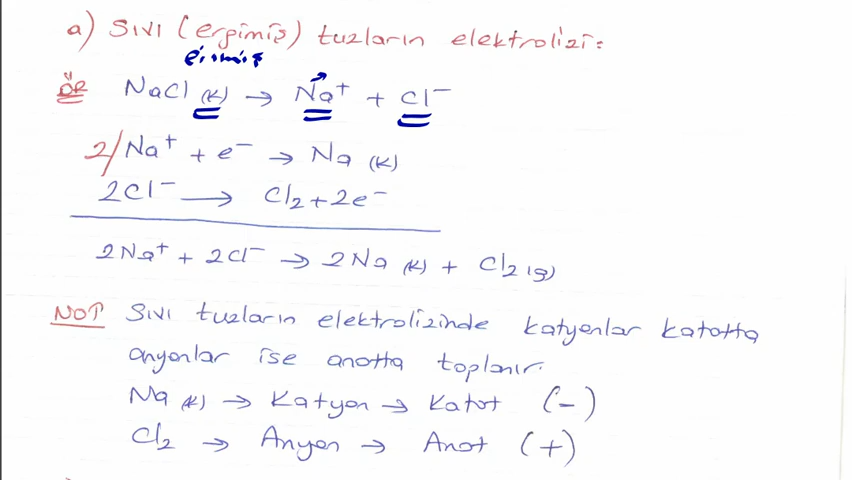 a) Sıvı (ergimiş) tuzların elektrolizi:
erimiş
ÖR NaCl (k) → Na⁺ + Cl⁻
2/ Na⁺ + e⁻ → Na (k)
2Cl⁻ → Cl₂ + 2e⁻
2Na⁺ + 2Cl⁻ → 2Na (k) + Cl₂ (g)
NOT Sıvı tuzların elektrolizinde katyonlar katotta
anyonlar ise anotta toplanır.
Na (k) → Katyon → Katot (-)
Cl₂ → Anyon → Anot (+)